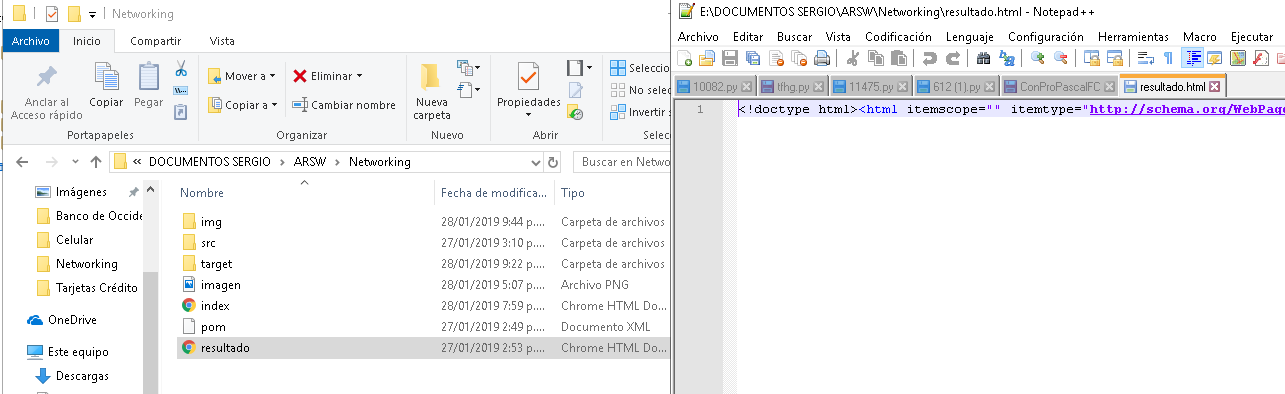 Networking
Archivo Inicio Compartir Vista
Anclar al
Acceso rápido
Copiar
Pegar
Portapapeles
Mover a
Copiar a
Eliminar
Cambiar nombre
Organizar
Nueva
carpeta
Nuevo
Propiedades
Abrir
Seleccio
No selec
Invertir s
Selec
« DOCUMENTOS SERGIO > ARSW > Networking
Buscar en Netwo
Imágenes
Banco de Occide
Celular
Networking
Tarjetas Crédito
OneDrive
Este equipo
Descargas
Nombre Fecha de modifica... Tipo
img 28/01/2019 9:44 p.... Carpeta de archivos
src 27/01/2019 3:10 p.... Carpeta de archivos
target 28/01/2019 9:22 p.... Carpeta de archivos
imagen 28/01/2019 5:07 p.... Archivo PNG
index 28/01/2019 7:59 p.... Chrome HTML Do...
pom 27/01/2019 2:49 p.... Documento XML
resultado 27/01/2019 2:53 p.... Chrome HTML Do...
E:\DOCUMENTOS SERGIO\ARSW\Networking\resultado.html - Notepad++
Archivo Editar Buscar Vista Codificación Lenguaje Configuración Herramientas Macro Ejecutar
10082.py tfhg.py 11475.py 612 (1).py ConProPascalFC resultado.html
1 <!doctype html><html itemscope="" itemtype="http://schema.org/WebPage